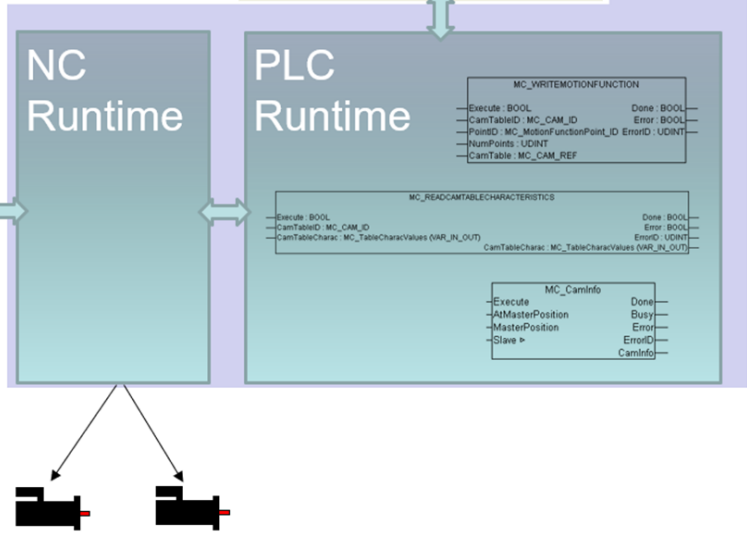 NC
Runtime
PLC
Runtime
MC_WRITEMOTIONFUNCTION
Execute : BOOL Done : BOOL
CamTableID : MC_CAM_ID Error : BOOL
PointID : MC_MotionFunctionPoint_ID ErrorID : UDINT
NumPoints : UDINT
CamTable : MC_CAM_REF
MC_READCAMTABLECHARACTERISTICS
Execute : BOOL Done : BOOL
CamTableID : MC_CAM_ID Error : BOOL
CamTableCharac : MC_TableCharacValues (VAR_IN_OUT) ErrorID : UDINT
CamTableCharac : MC_TableCharacValues (VAR_IN_OUT)
MC_CamInfo
Execute Done
AtMasterPosition Busy
MasterPosition Error
Slave ErrorID
CamInfo